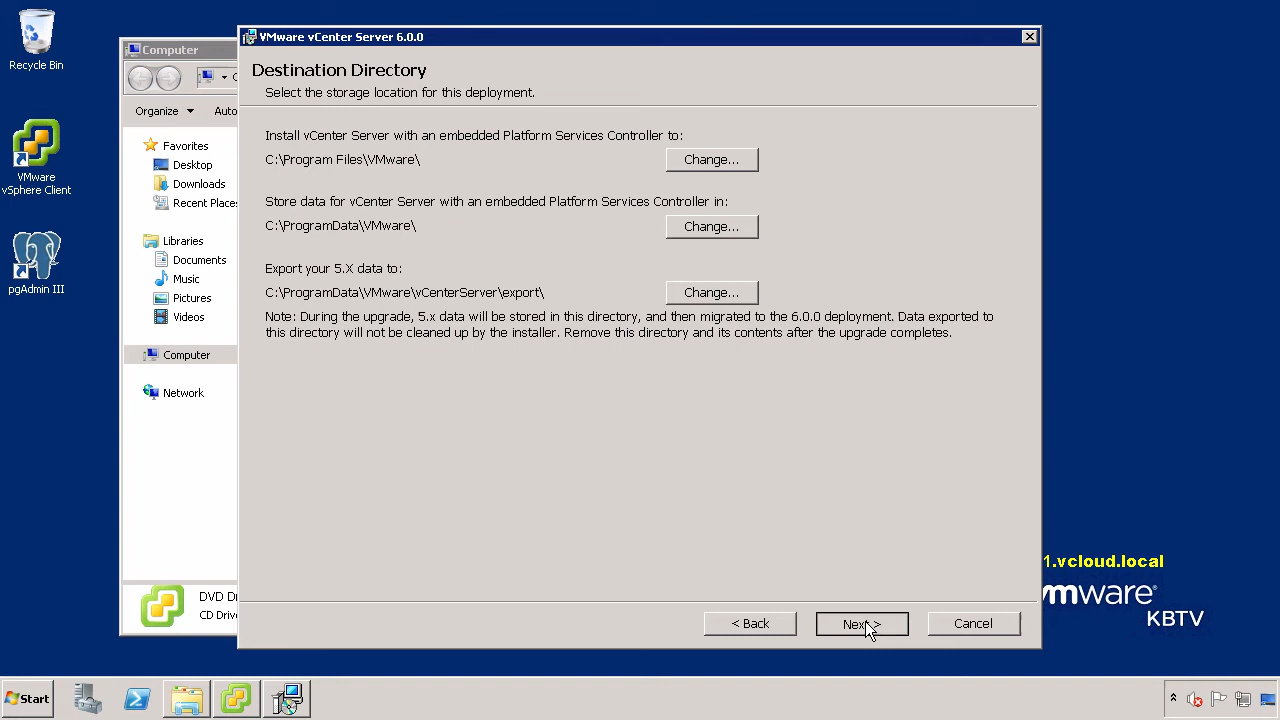 Recycle Bin
VMware
vSphere Client
pgAdmin III
Computer
Organize
Auto
Favorites
Desktop
Downloads
Recent Places
Libraries
Documents
Music
Pictures
Videos
Computer
Network
DVD D
CD Drive
VMware vCenter Server 6.0.0
Destination Directory
Select the storage location for this deployment.
Install vCenter Server with an embedded Platform Services Controller to:
C:\Program Files\VMware\
Change...
Store data for vCenter Server with an embedded Platform Services Controller in:
C:\ProgramData\VMware\
Change...
Export your 5.X data to:
C:\ProgramData\VMware\vCenterServer\export\
Change...
Note: During the upgrade, 5.x data will be stored in this directory, and then migrated to the 6.0.0 deployment. Data exported to
this directory will not be cleaned up by the installer. Remove this directory and its contents after the upgrade completes.
< Back
Next >
Cancel
1.vcloud.local
vmware®
KBTV
Start